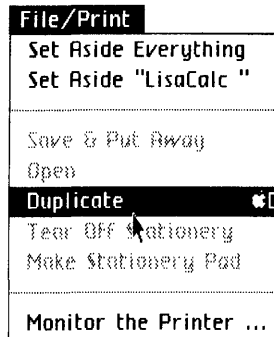 File/Print
Set Aside Everything
Set Aside "LisaCalc "
Save & Put Away
Open
Duplicate D
Tear Off Stationery
Make Stationery Pad
Monitor the Printer ...